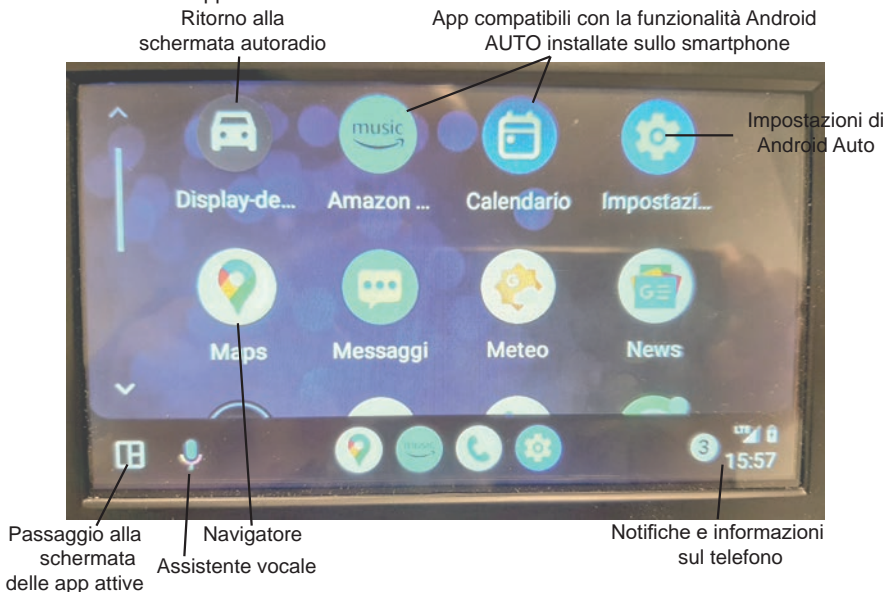 Ritorno alla
schermata autoradio
App compatibili con la funzionalità Android
AUTO installate sullo smartphone
Impostazioni di
Android Auto
music
Display-de...
Amazon ...
Calendario
Impostazi...
Maps
Messaggi
Meteo
News
music
3
LTE
15:57
Passaggio alla
schermata
delle app attive
Navigatore
Assistente vocale
Notifiche e informazioni
sul telefono